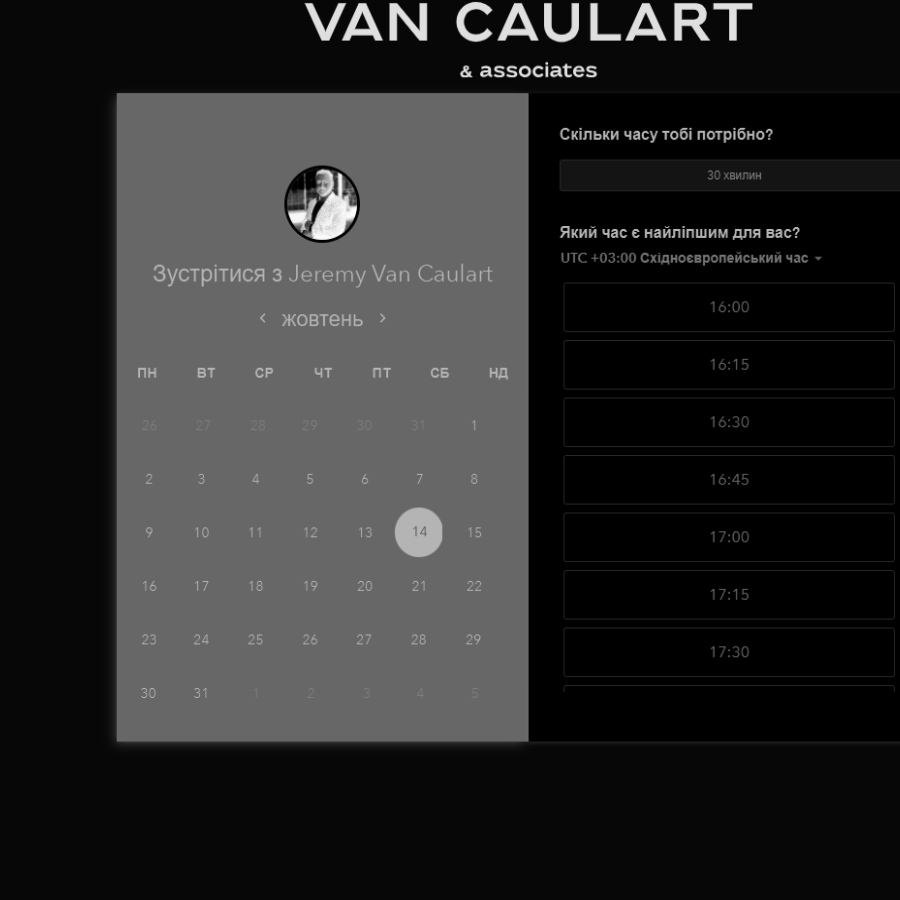 VAN CAULART
& associates
Зустрітися з Jeremy Van Caulart
жовтень
ПН ВТ СР ЧТ ПТ СБ НД
26 27 28 29 30 31 1
2 3 4 5 6 7 8
9 10 11 12 13 14 15
16 17 18 19 20 21 22
23 24 25 26 27 28 29
30 31 1 2 3 4 5
Скільки часу тобі потрібно?
30 хвилин
Який час є найліпшим для вас?
UTC +03:00 Східноєвропейський час
16:00
16:15
16:30
16:45
17:00
17:15
17:30